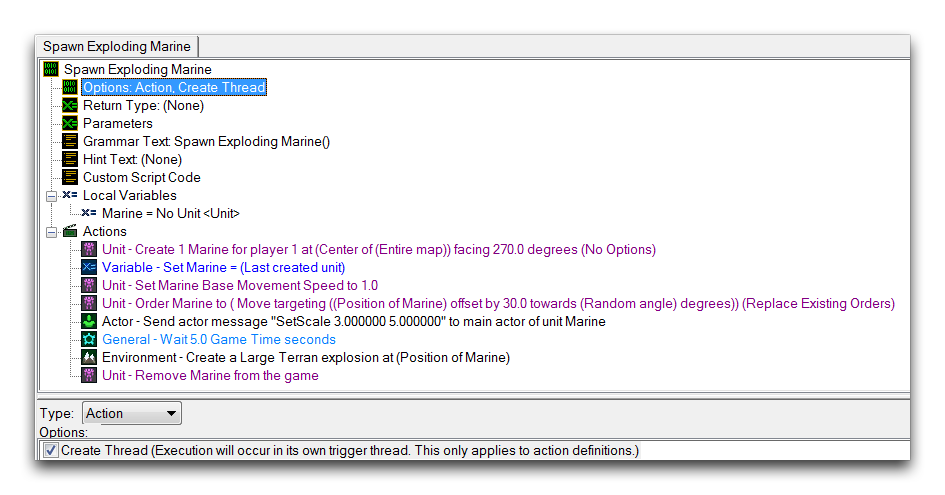 Spawn Exploding Marine
Spawn Exploding Marine
Options: Action, Create Thread
Return Type: (None)
Parameters
Grammar Text: Spawn Exploding Marine()
Hint Text: (None)
Custom Script Code
Local Variables
Marine = No Unit <Unit>
Actions
Unit - Create 1 Marine for player 1 at (Center of (Entire map)) facing 270.0 degrees (No Options)
Variable - Set Marine = (Last created unit)
Unit - Set Marine Base Movement Speed to 1.0
Unit - Order Marine to ( Move targeting ((Position of Marine) offset by 30.0 towards (Random angle) degrees)) (Replace Existing Orders)
Actor - Send actor message "SetScale 3.000000 5.000000" to main actor of unit Marine
General - Wait 5.0 Game Time seconds
Environment - Create a Large Terran explosion at (Position of Marine)
Unit - Remove Marine from the game
Type: Action
Options:
Create Thread (Execution will occur in its own trigger thread. This only applies to action definitions.)